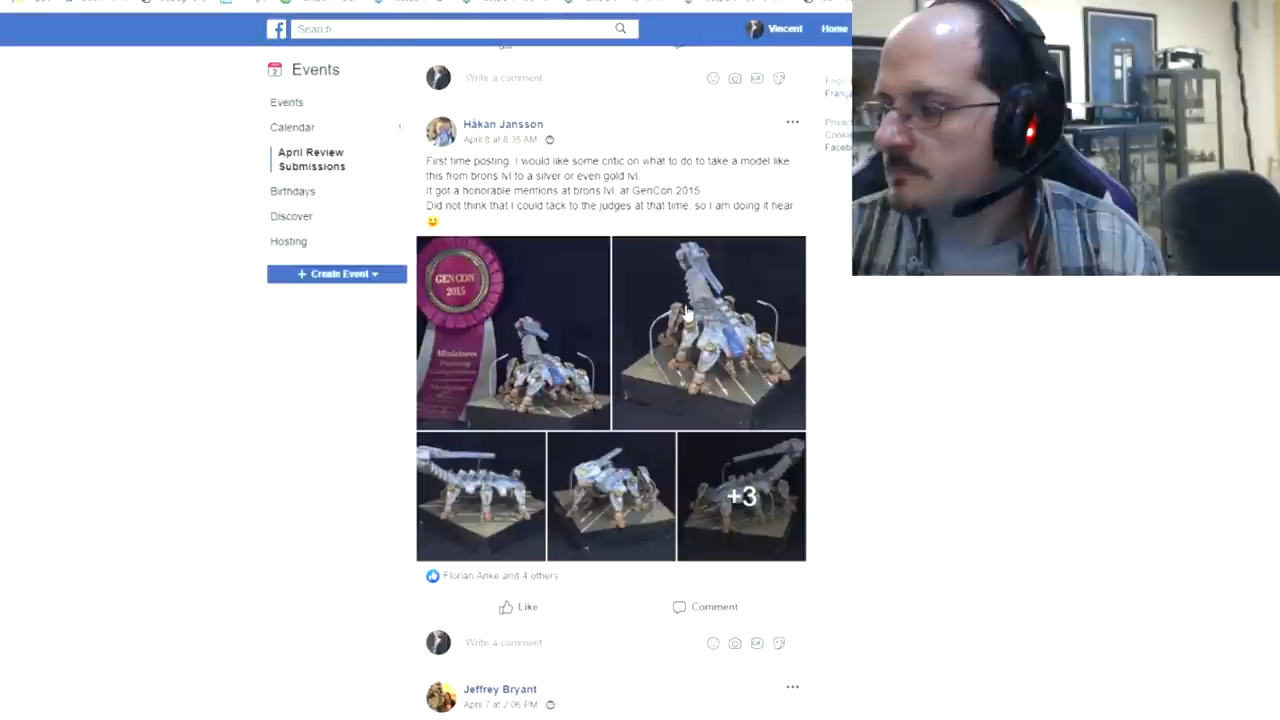 Search
Vincent
Home
Events
Write a comment
Events
Calendar
1
April Review
Submissions
Birthdays
Discover
Hosting
+ Create Event
Håkan Jansson
April 8 at 8:35 AM
First time posting. I would like some critic on what to do to take a model like
this from brons lvl to a silver or even gold lvl.
It got a honorable mentions at brons lvl. at GenCon 2015
Did not think that I could tack to the judges at that time, so I am doing it hear
GEN CON
2015
Miniatures
+3
Florian Anke and 4 others
Like
Comment
Write a comment
Jeffrey Bryant
April 7 at 2:06 PM